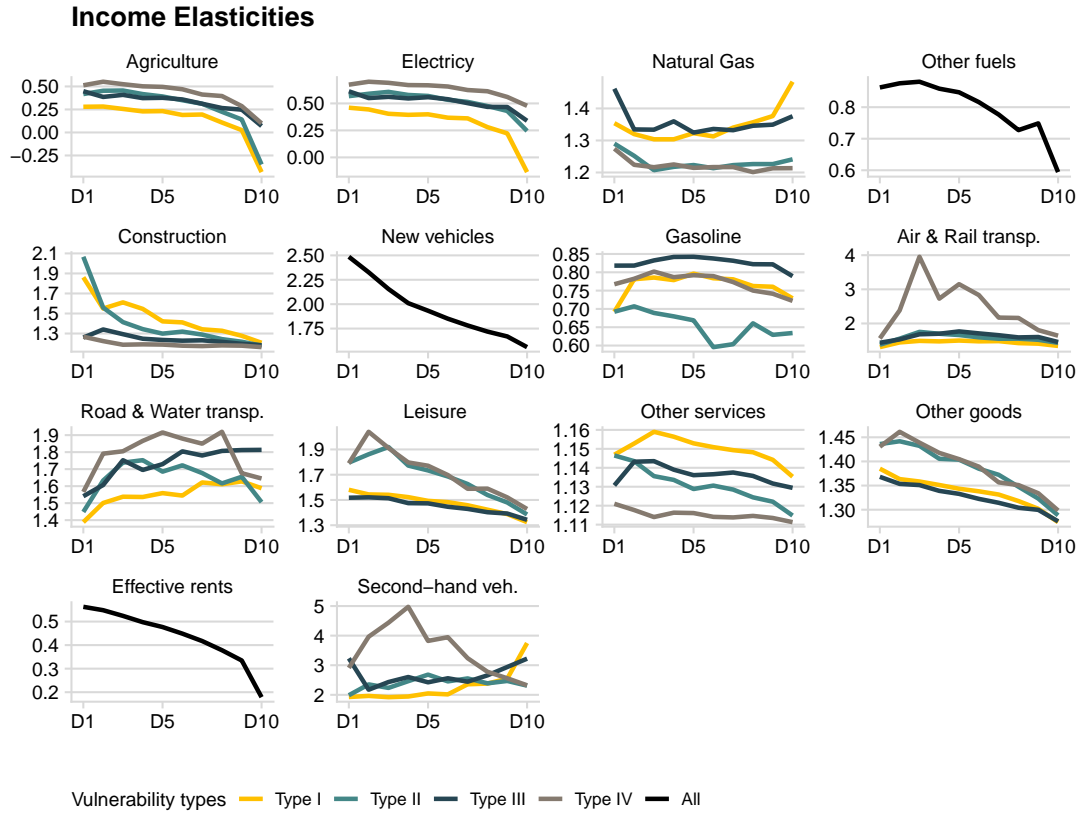 Income Elasticities
Agriculture
Electricy
Natural Gas
Other fuels
0.50
0.25
0.00
−0.25
0.50
0.25
0.00
1.4
1.3
1.2
0.8
0.7
0.6
D1 D5 D10
D1 D5 D10
D1 D5 D10
D1 D5 D10
Construction
New vehicles
Gasoline
Air & Rail transp.
2.1
1.9
1.7
1.5
1.3
2.50
2.25
2.00
1.75
0.85
0.80
0.75
0.70
0.65
0.60
4
3
2
D1 D5 D10
D1 D5 D10
D1 D5 D10
D1 D5 D10
Road & Water transp.
Leisure
Other services
Other goods
1.9
1.8
1.7
1.6
1.5
1.4
1.9
1.7
1.5
1.3
1.16
1.15
1.14
1.13
1.12
1.11
1.45
1.40
1.35
1.30
D1 D5 D10
D1 D5 D10
D1 D5 D10
D1 D5 D10
Effective rents
Second−hand veh.
0.5
0.4
0.3
0.2
5
4
3
2
D1 D5 D10
D1 D5 D10
Vulnerability types Type I Type II Type III Type IV All